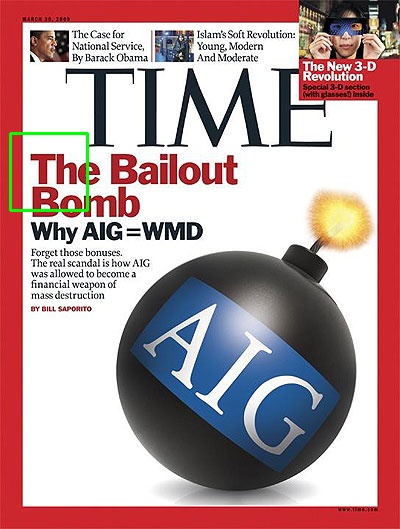 MARCH 30, 2009
The Case for
National Service,
By Barack Obama
Islam's Soft Revolution:
Young, Modern
And Moderate
The New 3-D
Revolution
Special 3-D section
(with glasses!) inside
TIME
The Bailout
Bomb
Why AIG=WMD
Forget those bonuses.
The real scandal is how AIG
was allowed to become a
financial weapon of
mass destruction
BY BILL SAPORITO
AIG
www.time.com